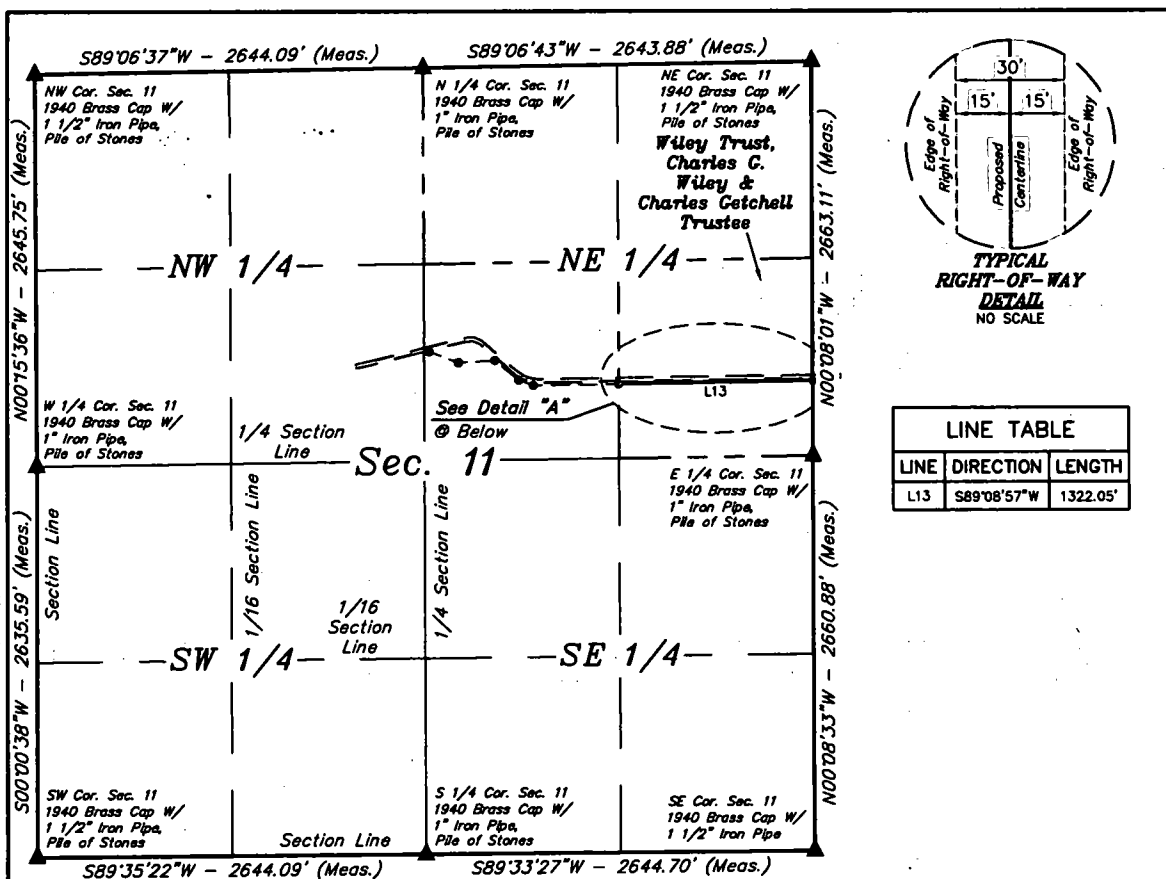 S89°06'37"W - 2644.09' (Meas.)
S89°06'43"W - 2643.88' (Meas.)
NW Cor. Sec. 11
1940 Brass Cap W/
1 1/2" Iron Pipe,
Pile of Stones
N 1/4 Cor. Sec. 11
1940 Brass Cap W/
1" Iron Pipe,
Pile of Stones
NE Cor. Sec. 11
1940 Brass Cap W/
1 1/2" Iron Pipe,
Pile of Stones
Wiley Trust,
Charles G.
Wiley &
Charles Getchell
Trustee
N00°15'36"W - 2645.75' (Meas.)
N00°08'01"W - 2663.11' (Meas.)
NW 1/4
NE 1/4
30'
15'
15'
Edge of
Right-of-Way
Proposed
Centerline
Edge of
Right-of-Way
TYPICAL
RIGHT-OF-WAY
DETAIL
NO SCALE
L13
See Detail "A"
@ Below
W 1/4 Cor. Sec. 11
1940 Brass Cap W/
1" Iron Pipe,
Pile of Stones
1/4 Section
Line
Sec. 11
E 1/4 Cor. Sec. 11
1940 Brass Cap W/
1" Iron Pipe,
Pile of Stones
LINE TABLE
LINE DIRECTION LENGTH
L13 S89°08'57"W 1322.05'
S00°00'38"W - 2635.59' (Meas.)
Section Line
1/16 Section Line
1/16
Section
Line
1/4 Section Line
N00°08'33"W - 2660.88' (Meas.)
SW 1/4
SE 1/4
SW Cor. Sec. 11
1940 Brass Cap W/
1 1/2" Iron Pipe,
Pile of Stones
Section Line
S 1/4 Cor. Sec. 11
1940 Brass Cap W/
1" Iron Pipe,
Pile of Stones
SE Cor. Sec. 11
1940 Brass Cap W/
1 1/2" Iron Pipe
S89°35'22"W - 2644.09' (Meas.)
S89°33'27"W - 2644.70' (Meas.)